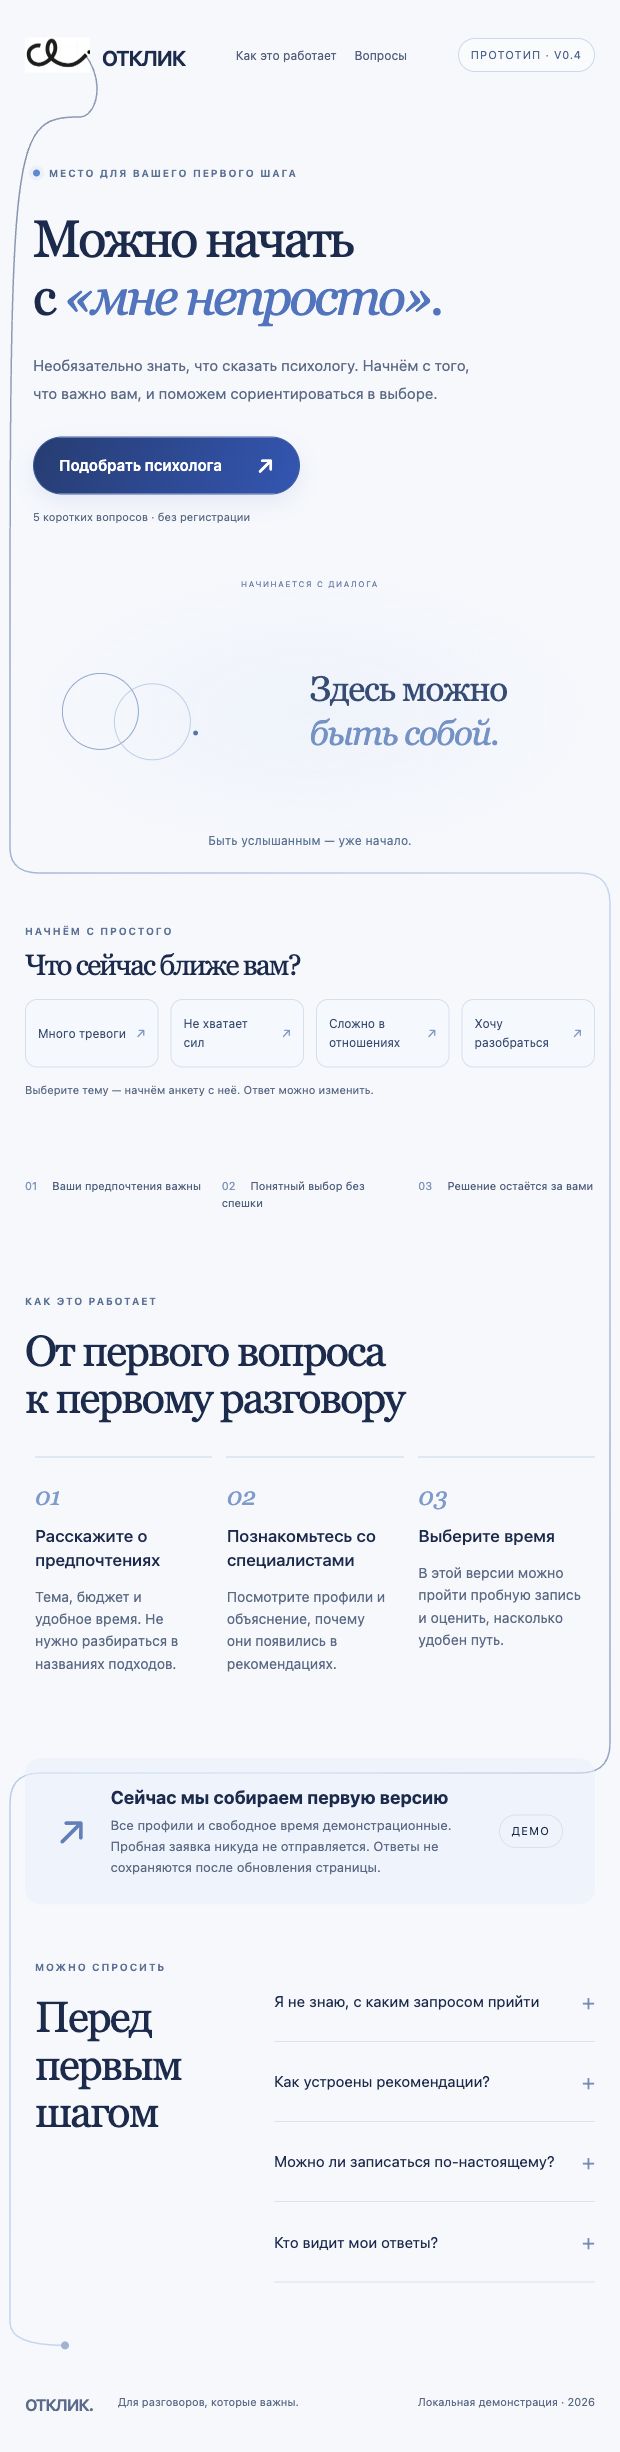 ОТКЛИК
Как это работает Вопросы
ПРОТОТИП · V0.4
МЕСТО ДЛЯ ВАШЕГО ПЕРВОГО ШАГА
Можно начать
с «мне непросто».
Необязательно знать, что сказать психологу. Начнём с того,
что важно вам, и поможем сориентироваться в выборе.
Подобрать психолога
5 коротких вопросов · без регистрации
НАЧИНАЕТСЯ С ДИАЛОГА
Здесь можно
быть собой.
Быть услышанным — уже начало.
НАЧНЁМ С ПРОСТОГО
Что сейчас ближе вам?
Много тревоги
Не хватает
сил
Сложно в
отношениях
Хочу
разобраться
Выберите тему — начнём анкету с неё. Ответ можно изменить.
01 Ваши предпочтения важны
02 Понятный выбор без
спешки
03 Решение остаётся за вами
КАК ЭТО РАБОТАЕТ
От первого вопроса
к первому разговору
01
Расскажите о
предпочтениях
Тема, бюджет и
удобное время. Не
нужно разбираться в
названиях подходов.
02
Познакомьтесь со
специалистами
Посмотрите профили и
объяснение, почему
они появились в
рекомендациях.
03
Выберите время
В этой версии можно
пройти пробную запись
и оценить, насколько
удобен путь.
Сейчас мы собираем первую версию
Все профили и свободное время демонстрационные.
Пробная заявка никуда не отправляется. Ответы не
сохраняются после обновления страницы.
ДЕМО
МОЖНО СПРОСИТЬ
Перед
первым
шагом
Я не знаю, с каким запросом прийти
Как устроены рекомендации?
Можно ли записаться по-настоящему?
Кто видит мои ответы?
ОТКЛИК.
Для разговоров, которые важны.
Локальная демонстрация · 2026